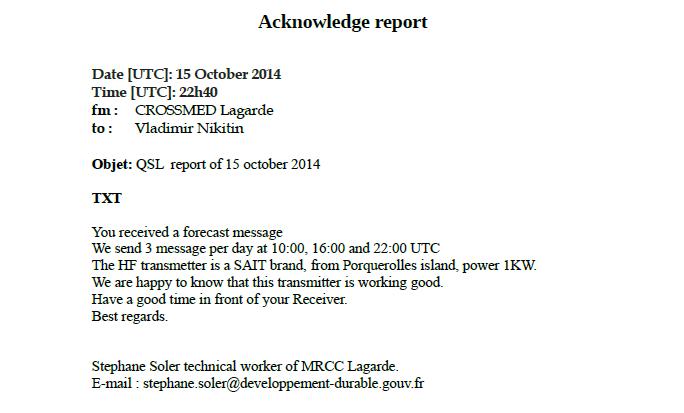 Acknowledge report
Date [UTC]: 15 October 2014
Time [UTC]: 22h40
fm : CROSSMED Lagarde
to : Vladimir Nikitin
Objet: QSL report of 15 october 2014
TXT
You received a forecast message
We send 3 message per day at 10:00, 16:00 and 22:00 UTC
The HF transmetter is a SAIT brand, from Porquerolles island, power 1KW.
We are happy to know that this transmitter is working good.
Have a good time in front of your Receiver.
Best regards.
Stephane Soler technical worker of MRCC Lagarde.
E-mail : stephane.soler@developpement-durable.gouv.fr